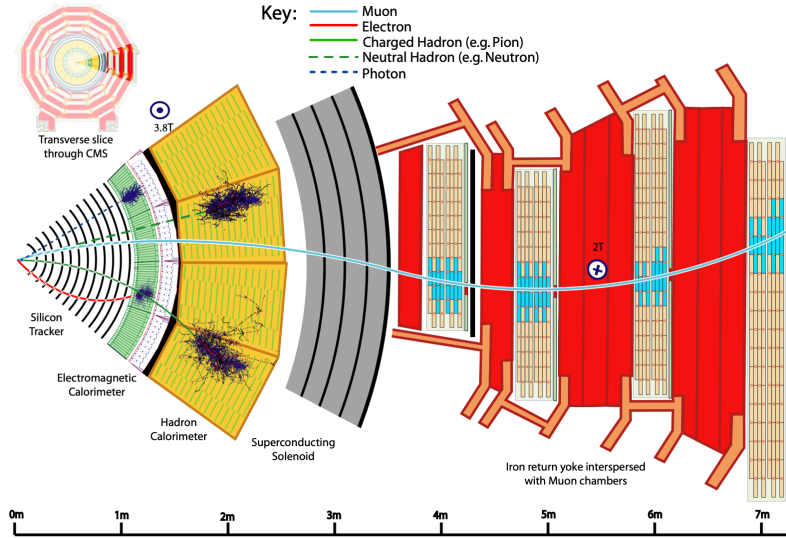 Key:
Muon
Electron
Charged Hadron (e.g. Pion)
Neutral Hadron (e.g. Neutron)
Photon
Transverse slice
through CMS
3.8T
2T
Silicon
Tracker
Electromagnetic
Calorimeter
Hadron
Calorimeter
Superconducting
Solenoid
Iron return yoke interspersed
with Muon chambers
0m 1m 2m 3m 4m 5m 6m 7m